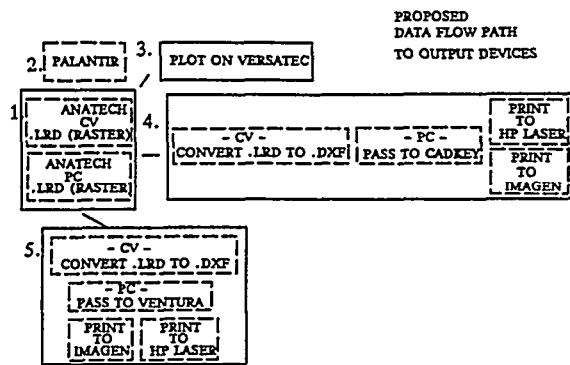 PROPOSED
DATA FLOW PATH
TO OUTPUT DEVICES
2. PALANTIR
3. PLOT ON VERSATEC
1
ANATECH
CV
.LRD (RASTER)
ANATECH
PC
.LRD (RASTER
4.
- CV -
CONVERT .LRD TO .DXF
- PC -
PASS TO CADKEY
PRINT
TO
HP LASER
PRINT
TO
IMAGEN
5.
- CV -
CONVERT .LRD TO .DXF
- PC -
PASS TO VENTURA
PRINT
TO
IMAGEN
PRINT
TO
HP LASER